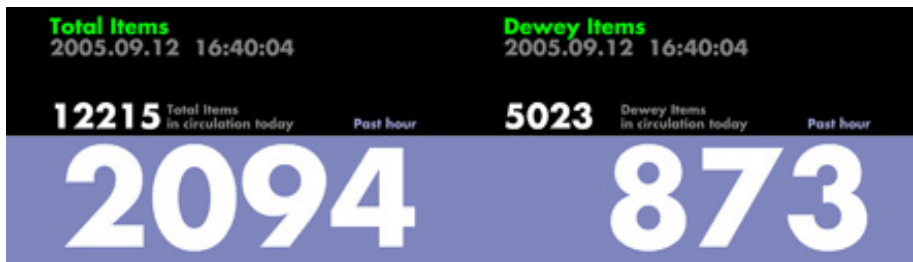 Total Items
2005.09.12 16:40:04
12215 Total Items
in circulation today
Past hour
2094
Dewey Items
2005.09.12 16:40:04
5023 Dewey Items
in circulation today
Past hour
873